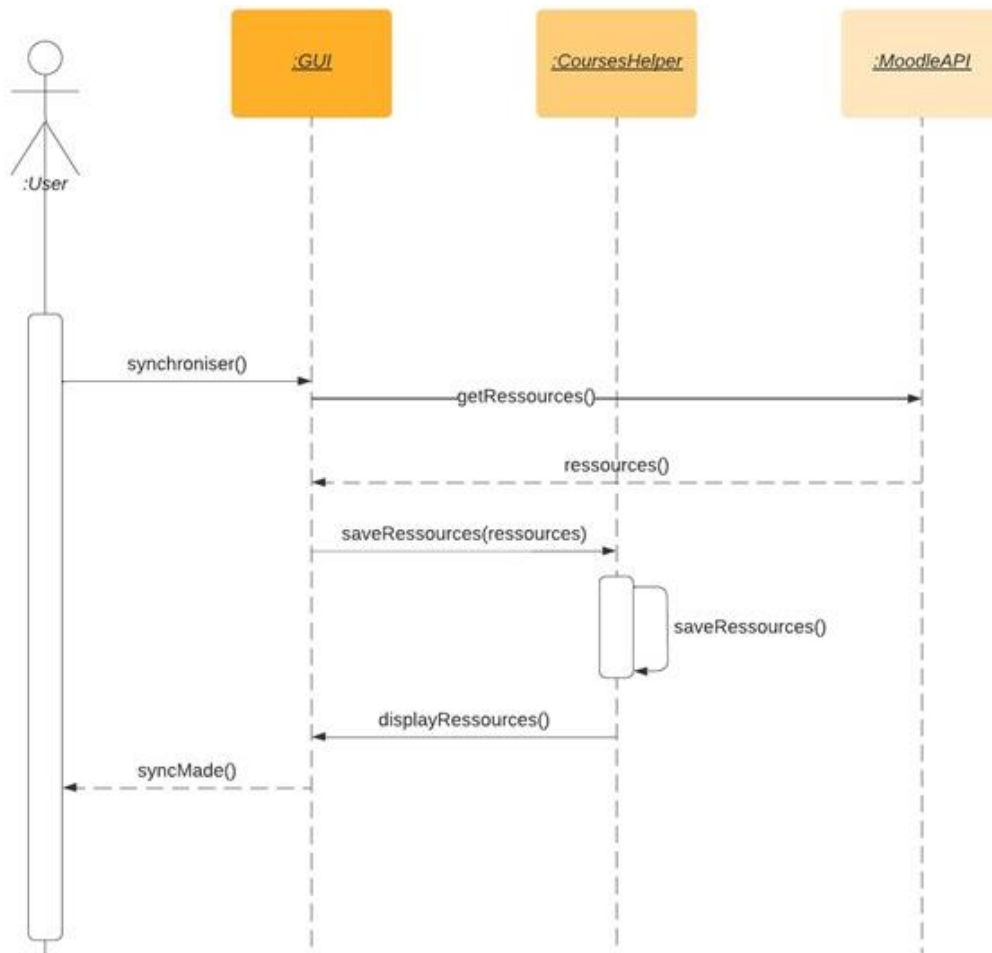 :GUI
:CoursesHelper
:MoodleAPI
:User
synchroniser()
getRessources()
ressources()
saveRessources(ressources)
saveRessources()
displayRessources()
syncMade()